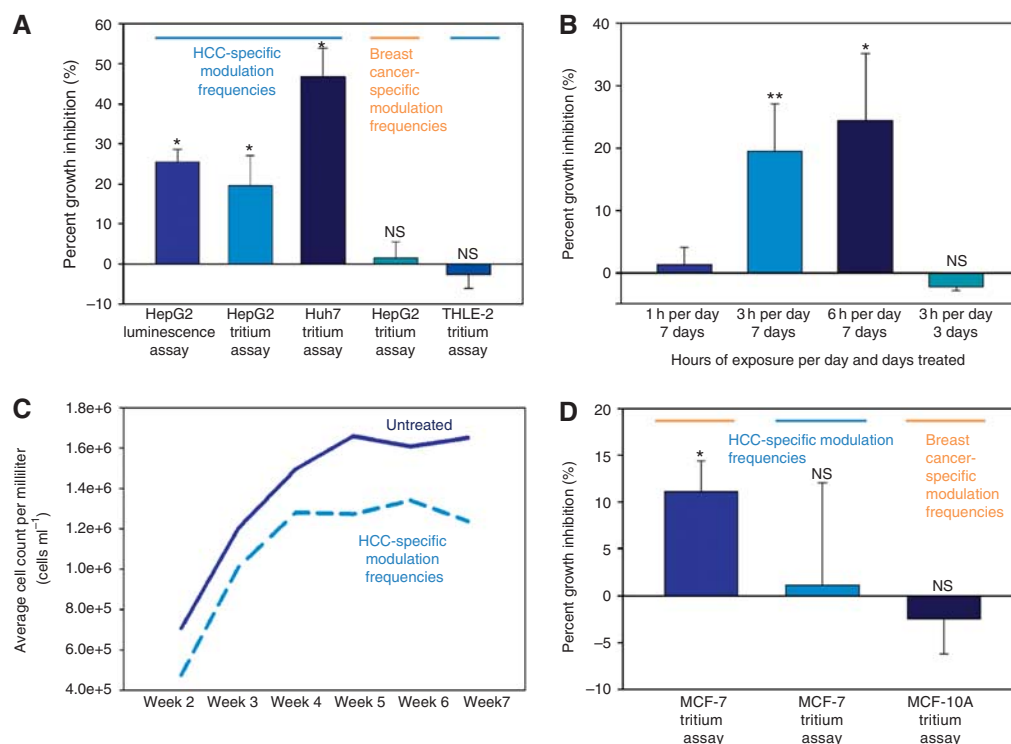 A
Percent growth inhibition (%)
60
50
40
30
20
10
0
–10
HCC-specific
modulation
frequencies
Breast
cancer-
specific
modulation
frequencies
*
*
*
NS
NS
HepG2
luminescence
assay
HepG2
tritium
assay
Huh7
tritium
assay
HepG2
tritium
assay
THLE-2
tritium
assay
B
Percent growth inhibition (%)
40
30
20
10
0
**
*
NS
1 h per day
7 days
3 h per day
7 days
6 h per day
7 days
3 h per day
3 days
Hours of exposure per day and days treated
C
Average cell count per milliliter
(cells ml⁻¹)
1.8e+6
1.6e+6
1.4e+6
1.2e+6
1.0e+6
8.0e+5
6.0e+5
4.0e+5
Untreated
HCC-specific
modulation
frequencies
Week 2
Week 3
Week 4
Week 5
Week 6
Week7
D
Percent growth inhibition (%)
20
15
10
5
0
–5
–10
HCC-specific modulation
frequencies
Breast
cancer-
specific
modulation
frequencies
*
NS
NS
MCF-7
tritium
assay
MCF-7
tritium
assay
MCF-10A
tritium
assay